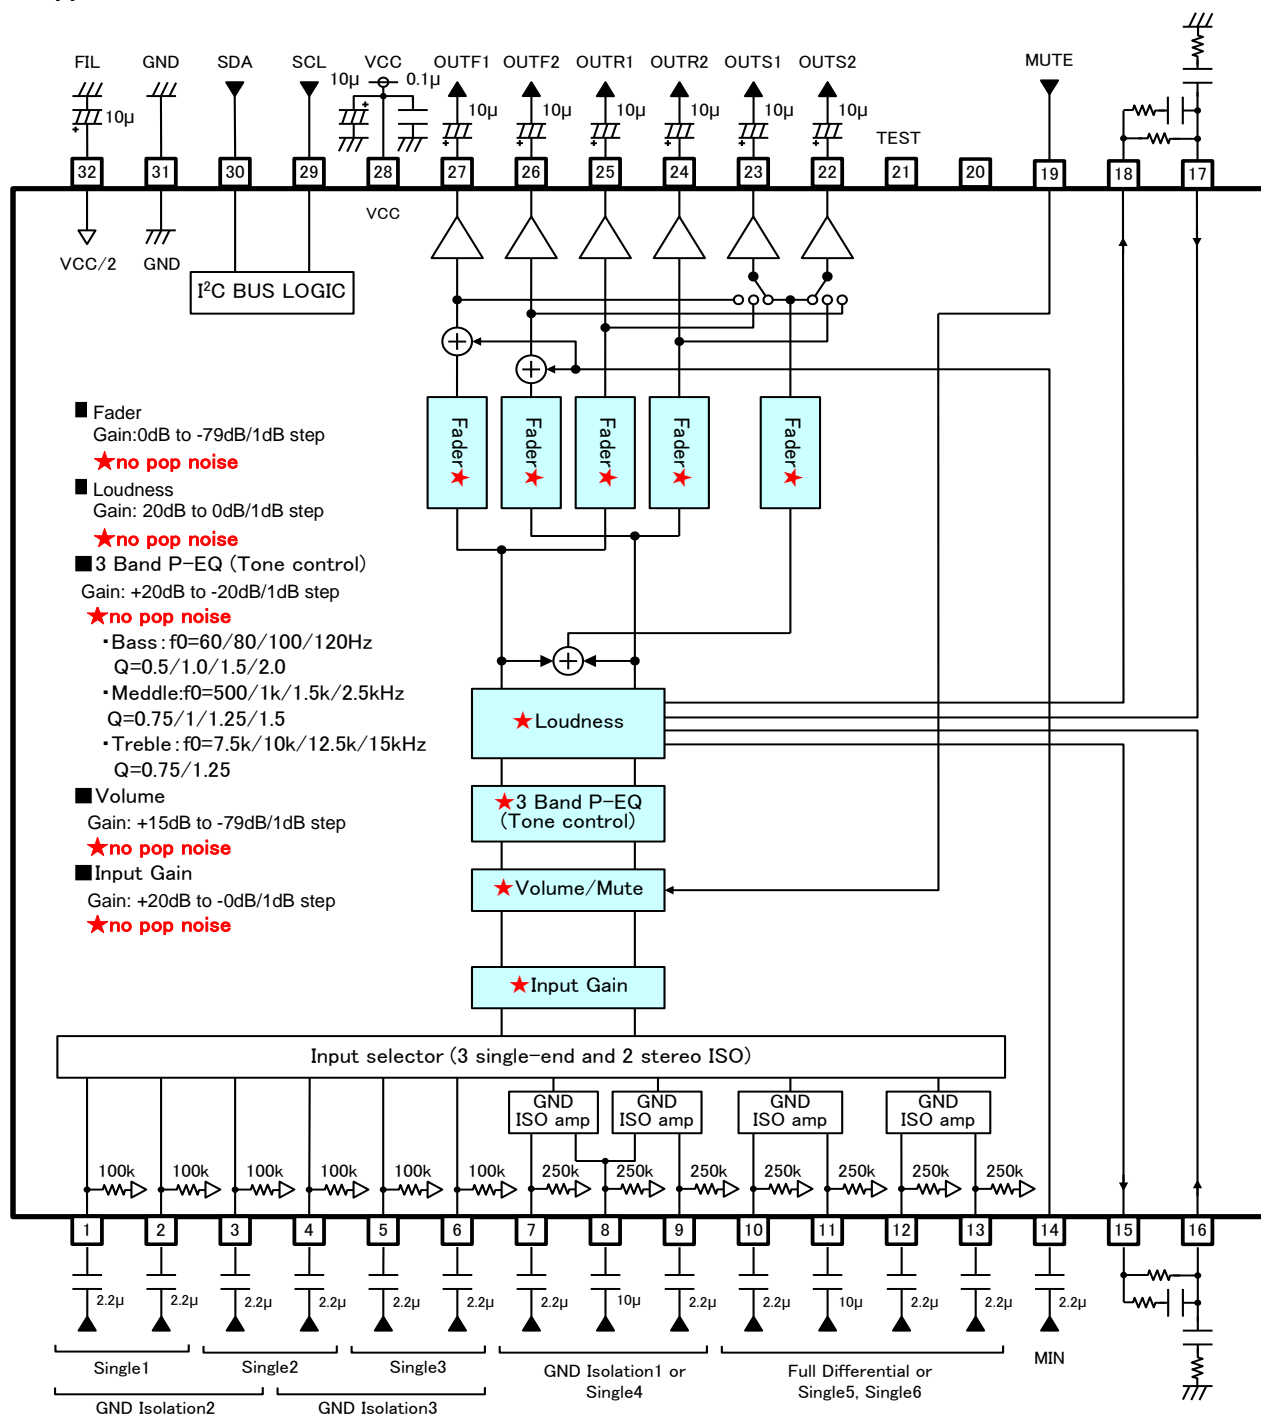 FIL GND SDA SCL VCC OUTF1 OUTF2 OUTR1 OUTR2 OUTS1 OUTS2 MUTE
10μ 0.1μ
10μ 10μ 10μ 10μ 10μ 10μ 10μ
TEST
32 31 30 29 28 27 26 25 24 23 22 21 20 19 18 17
VCC
VCC/2 GND
I²C BUS LOGIC
■ Fader
Gain:0dB to -79dB/1dB step
★no pop noise
■ Loudness
Gain: 20dB to 0dB/1dB step
★no pop noise
■3 Band P-EQ (Tone control)
Gain: +20dB to -20dB/1dB step
★no pop noise
・Bass:f0=60/80/100/120Hz
Q=0.5/1.0/1.5/2.0
・Meddle:f0=500/1k/1.5k/2.5kHz
Q=0.75/1/1.25/1.5
・Treble:f0=7.5k/10k/12.5k/15kHz
Q=0.75/1.25
■Volume
Gain: +15dB to -79dB/1dB step
★no pop noise
■Input Gain
Gain: +20dB to -0dB/1dB step
★no pop noise
Fader★ Fader★ Fader★ Fader★ Fader★
★Loudness
★3 Band P-EQ
(Tone control)
★Volume/Mute
★Input Gain
Input selector (3 single-end and 2 stereo ISO)
GND GND GND GND
ISO amp ISO amp ISO amp ISO amp
100k 100k 100k 100k 100k 100k 250k 250k 250k 250k 250k 250k 250k
1 2 3 4 5 6 7 8 9 10 11 12 13 14 15 16
2.2μ 2.2μ 2.2μ 2.2μ 2.2μ 2.2μ 2.2μ 10μ 2.2μ 2.2μ 10μ 2.2μ 2.2μ 2.2μ
MIN
Single1 Single2 Single3 GND Isolation1 or Full Differential or
Single4 Single5, Single6
GND Isolation2 GND Isolation3